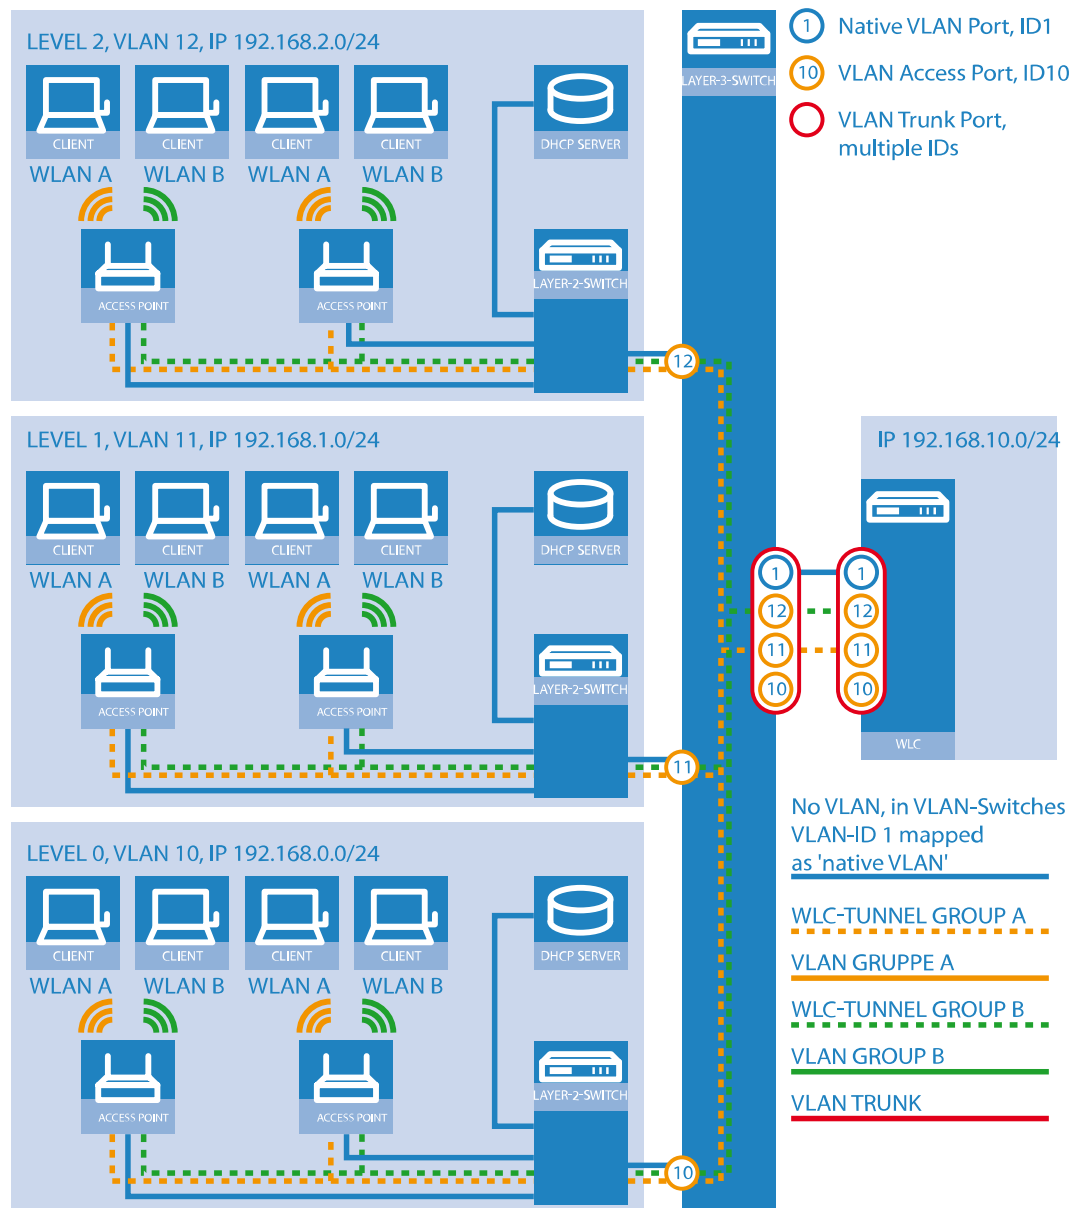 LEVEL 2, VLAN 12, IP 192.168.2.0/24
CLIENT
CLIENT
CLIENT
CLIENT
DHCP SERVER
WLAN A
WLAN B
WLAN A
WLAN B
ACCESS POINT
ACCESS POINT
LAYER-2-SWITCH
12
LAYER-3-SWITCH
1
Native VLAN Port, ID1
10
VLAN Access Port, ID10
VLAN Trunk Port,
multiple IDs
LEVEL 1, VLAN 11, IP 192.168.1.0/24
CLIENT
CLIENT
CLIENT
CLIENT
DHCP SERVER
WLAN A
WLAN B
WLAN A
WLAN B
ACCESS POINT
ACCESS POINT
LAYER-2-SWITCH
11
IP 192.168.10.0/24
1
1
12
12
11
11
10
10
WLC
LEVEL 0, VLAN 10, IP 192.168.0.0/24
CLIENT
CLIENT
CLIENT
CLIENT
DHCP SERVER
WLAN A
WLAN B
WLAN A
WLAN B
ACCESS POINT
ACCESS POINT
LAYER-2-SWITCH
10
No VLAN, in VLAN-Switches
VLAN-ID 1 mapped
as 'native VLAN'
WLC-TUNNEL GROUP A
VLAN GRUPPE A
WLC-TUNNEL GROUP B
VLAN GROUP B
VLAN TRUNK